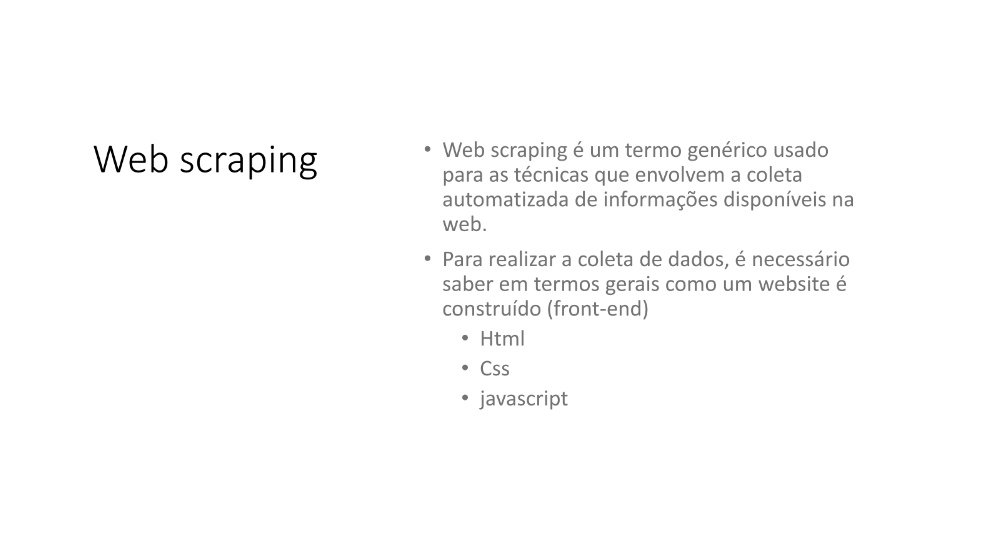 Web scraping
• Web scraping é um termo genérico usado
para as técnicas que envolvem a coleta
automatizada de informações disponíveis na
web.
• Para realizar a coleta de dados, é necessário
saber em termos gerais como um website é
construído (front-end)
• Html
• Css
• javascript